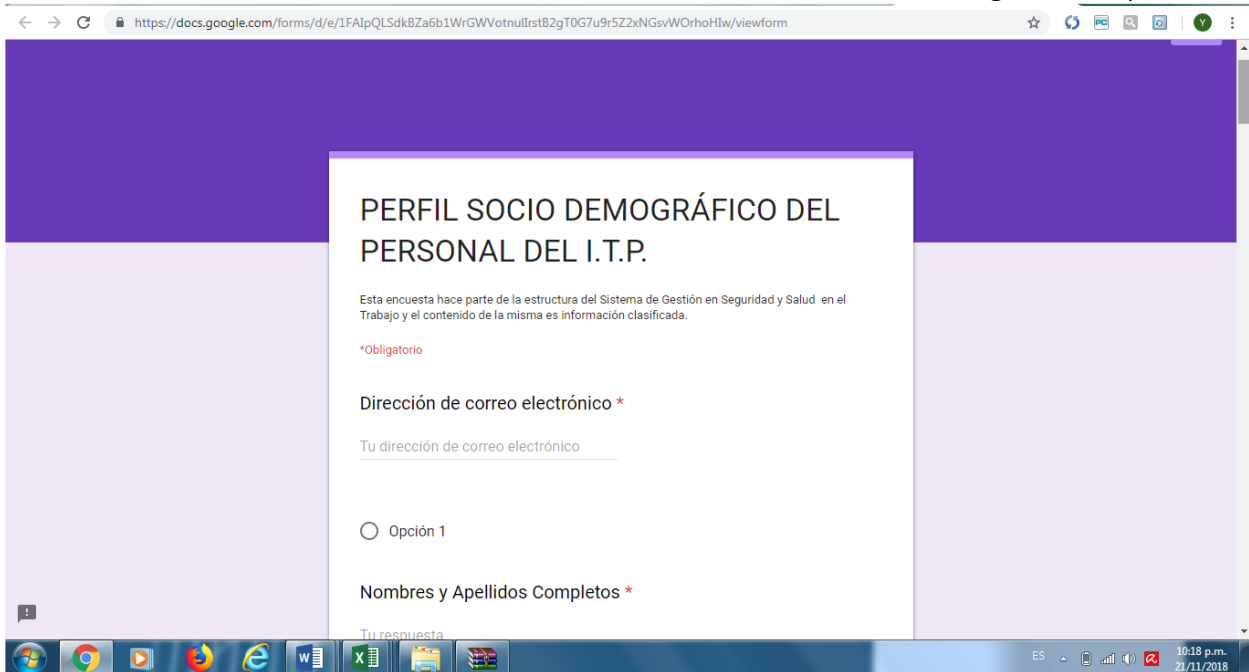 https://docs.google.com/forms/d/e/1FAIpQLSdkBZa6b1WrGWVotnulIrstB2gT0G7u9r5Z2xNGsvWOrhoHIw/viewform
PC
Y
PERFIL SOCIO DEMOGRÁFICO DEL
PERSONAL DEL I.T.P.
Esta encuesta hace parte de la estructura del Sistema de Gestión en Seguridad y Salud en el
Trabajo y el contenido de la misma es información clasificada.
*Obligatorio
Dirección de correo electrónico *
Tu dirección de correo electrónico
Opción 1
Nombres y Apellidos Completos *
Tu respuesta
ES
10:18 p.m.
21/11/2018